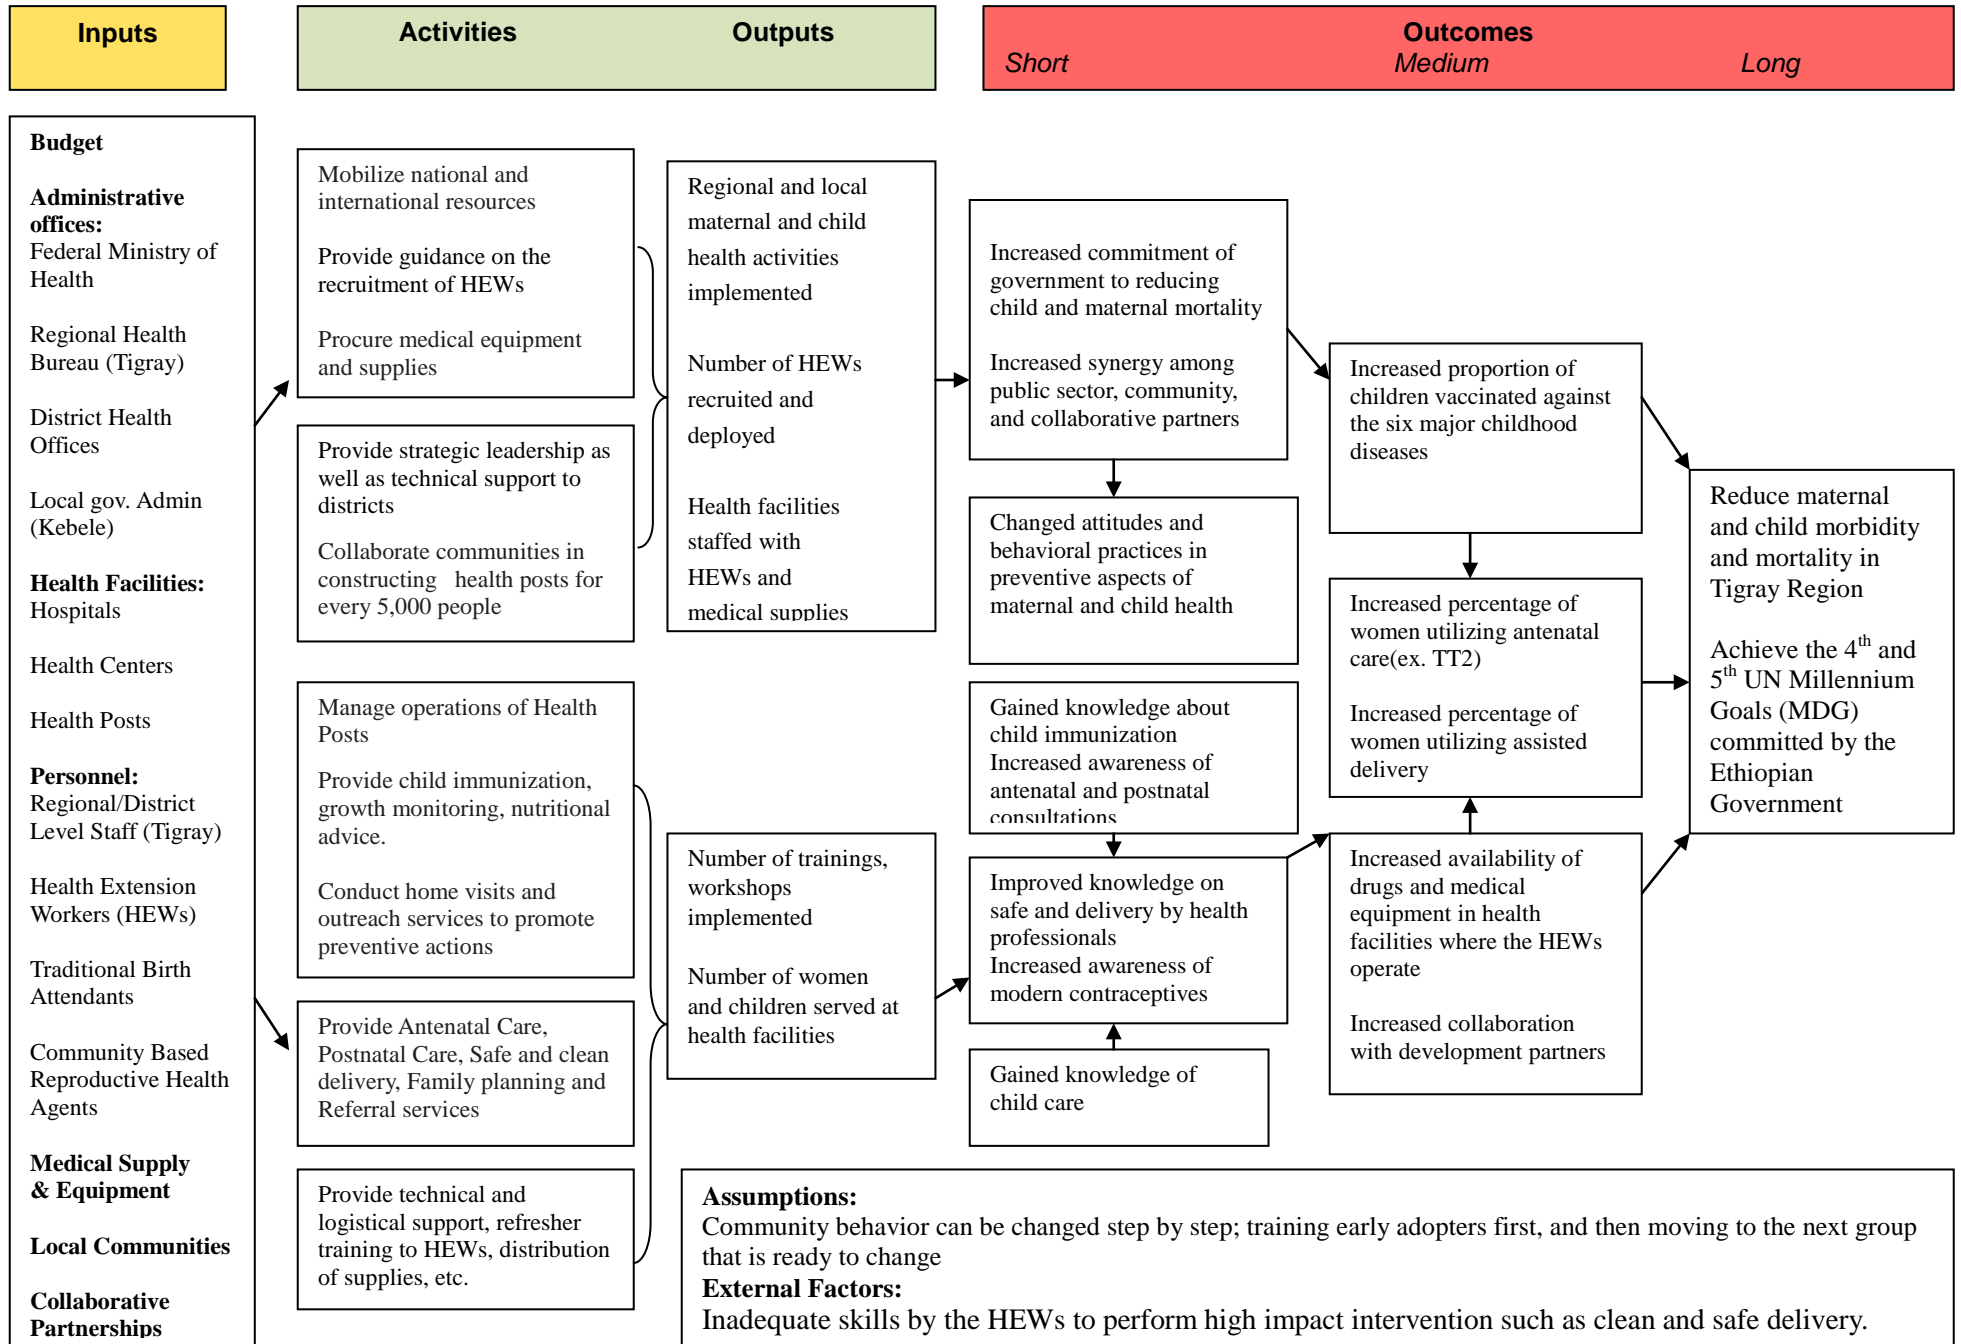 Inputs
Activities
Outputs
Outcomes
Short
Medium
Long
Budget
Administrative
offices:
Federal Ministry of
Health
Regional Health
Bureau (Tigray)
District Health
Offices
Local gov. Admin
(Kebele)
Health Facilities:
Hospitals
Health Centers
Health Posts
Personnel:
Regional/District
Level Staff (Tigray)
Health Extension
Workers (HEWs)
Traditional Birth
Attendants
Community Based
Reproductive Health
Agents
Medical Supply
& Equipment
Local Communities
Collaborative
Partnerships
Mobilize national and
international resources
Provide guidance on the
recruitment of HEWs
Procure medical equipment
and supplies
Provide strategic leadership as
well as technical support to
districts
Collaborate communities in
constructing health posts for
every 5,000 people
Manage operations of Health
Posts
Provide child immunization,
growth monitoring, nutritional
advice.
Conduct home visits and
outreach services to promote
preventive actions
Provide Antenatal Care,
Postnatal Care, Safe and clean
delivery, Family planning and
Referral services
Provide technical and
logistical support, refresher
training to HEWs, distribution
of supplies, etc.
Regional and local
maternal and child
health activities
implemented
Number of HEWs
recruited and
deployed
Health facilities
staffed with
HEWs and
medical supplies
Number of trainings,
workshops
implemented
Number of women
and children served at
health facilities
Increased commitment of
government to reducing
child and maternal mortality
Increased synergy among
public sector, community,
and collaborative partners
Changed attitudes and
behavioral practices in
preventive aspects of
maternal and child health
Gained knowledge about
child immunization
Increased awareness of
antenatal and postnatal
consultations
Improved knowledge on
safe and delivery by health
professionals
Increased awareness of
modern contraceptives
Gained knowledge of
child care
Increased proportion of
children vaccinated against
the six major childhood
diseases
Increased percentage of
women utilizing antenatal
care(ex. TT2)
Increased percentage of
women utilizing assisted
delivery
Increased availability of
drugs and medical
equipment in health
facilities where the HEWs
operate
Increased collaboration
with development partners
Reduce maternal
and child morbidity
and mortality in
Tigray Region
Achieve the 4th and
5th UN Millennium
Goals (MDG)
committed by the
Ethiopian
Government
Assumptions:
Community behavior can be changed step by step; training early adopters first, and then moving to the next group
that is ready to change
External Factors:
Inadequate skills by the HEWs to perform high impact intervention such as clean and safe delivery.